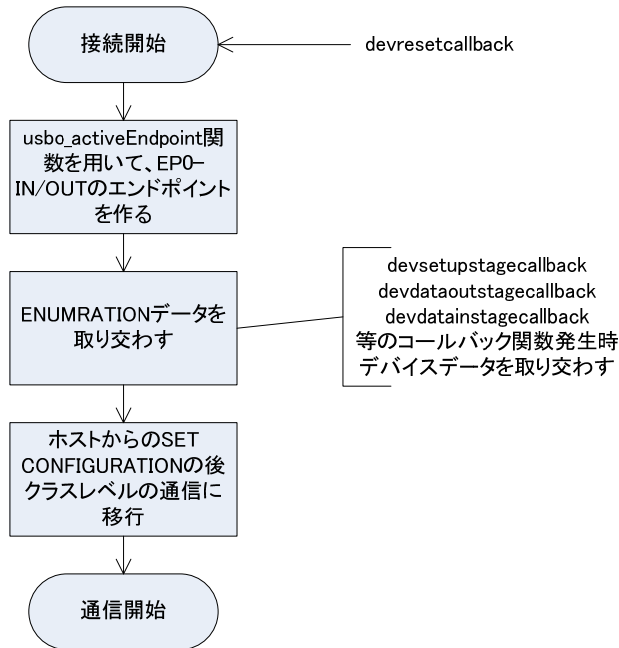 接続開始
devresetcallback
usbo_activeEndpoint関
数を用いて、EP0-
IN/OUTのエンドポイント
を作る
ENUMRATIONデータを
取り交わす
devsetupstagecallback
devdataoutstagecallback
devdatainstagecallback
等のコールバック関数発生時
デバイスデータを取り交わす
ホストからのSET
CONFIGURATIONの後
クラスレベルの通信に
移行
通信開始